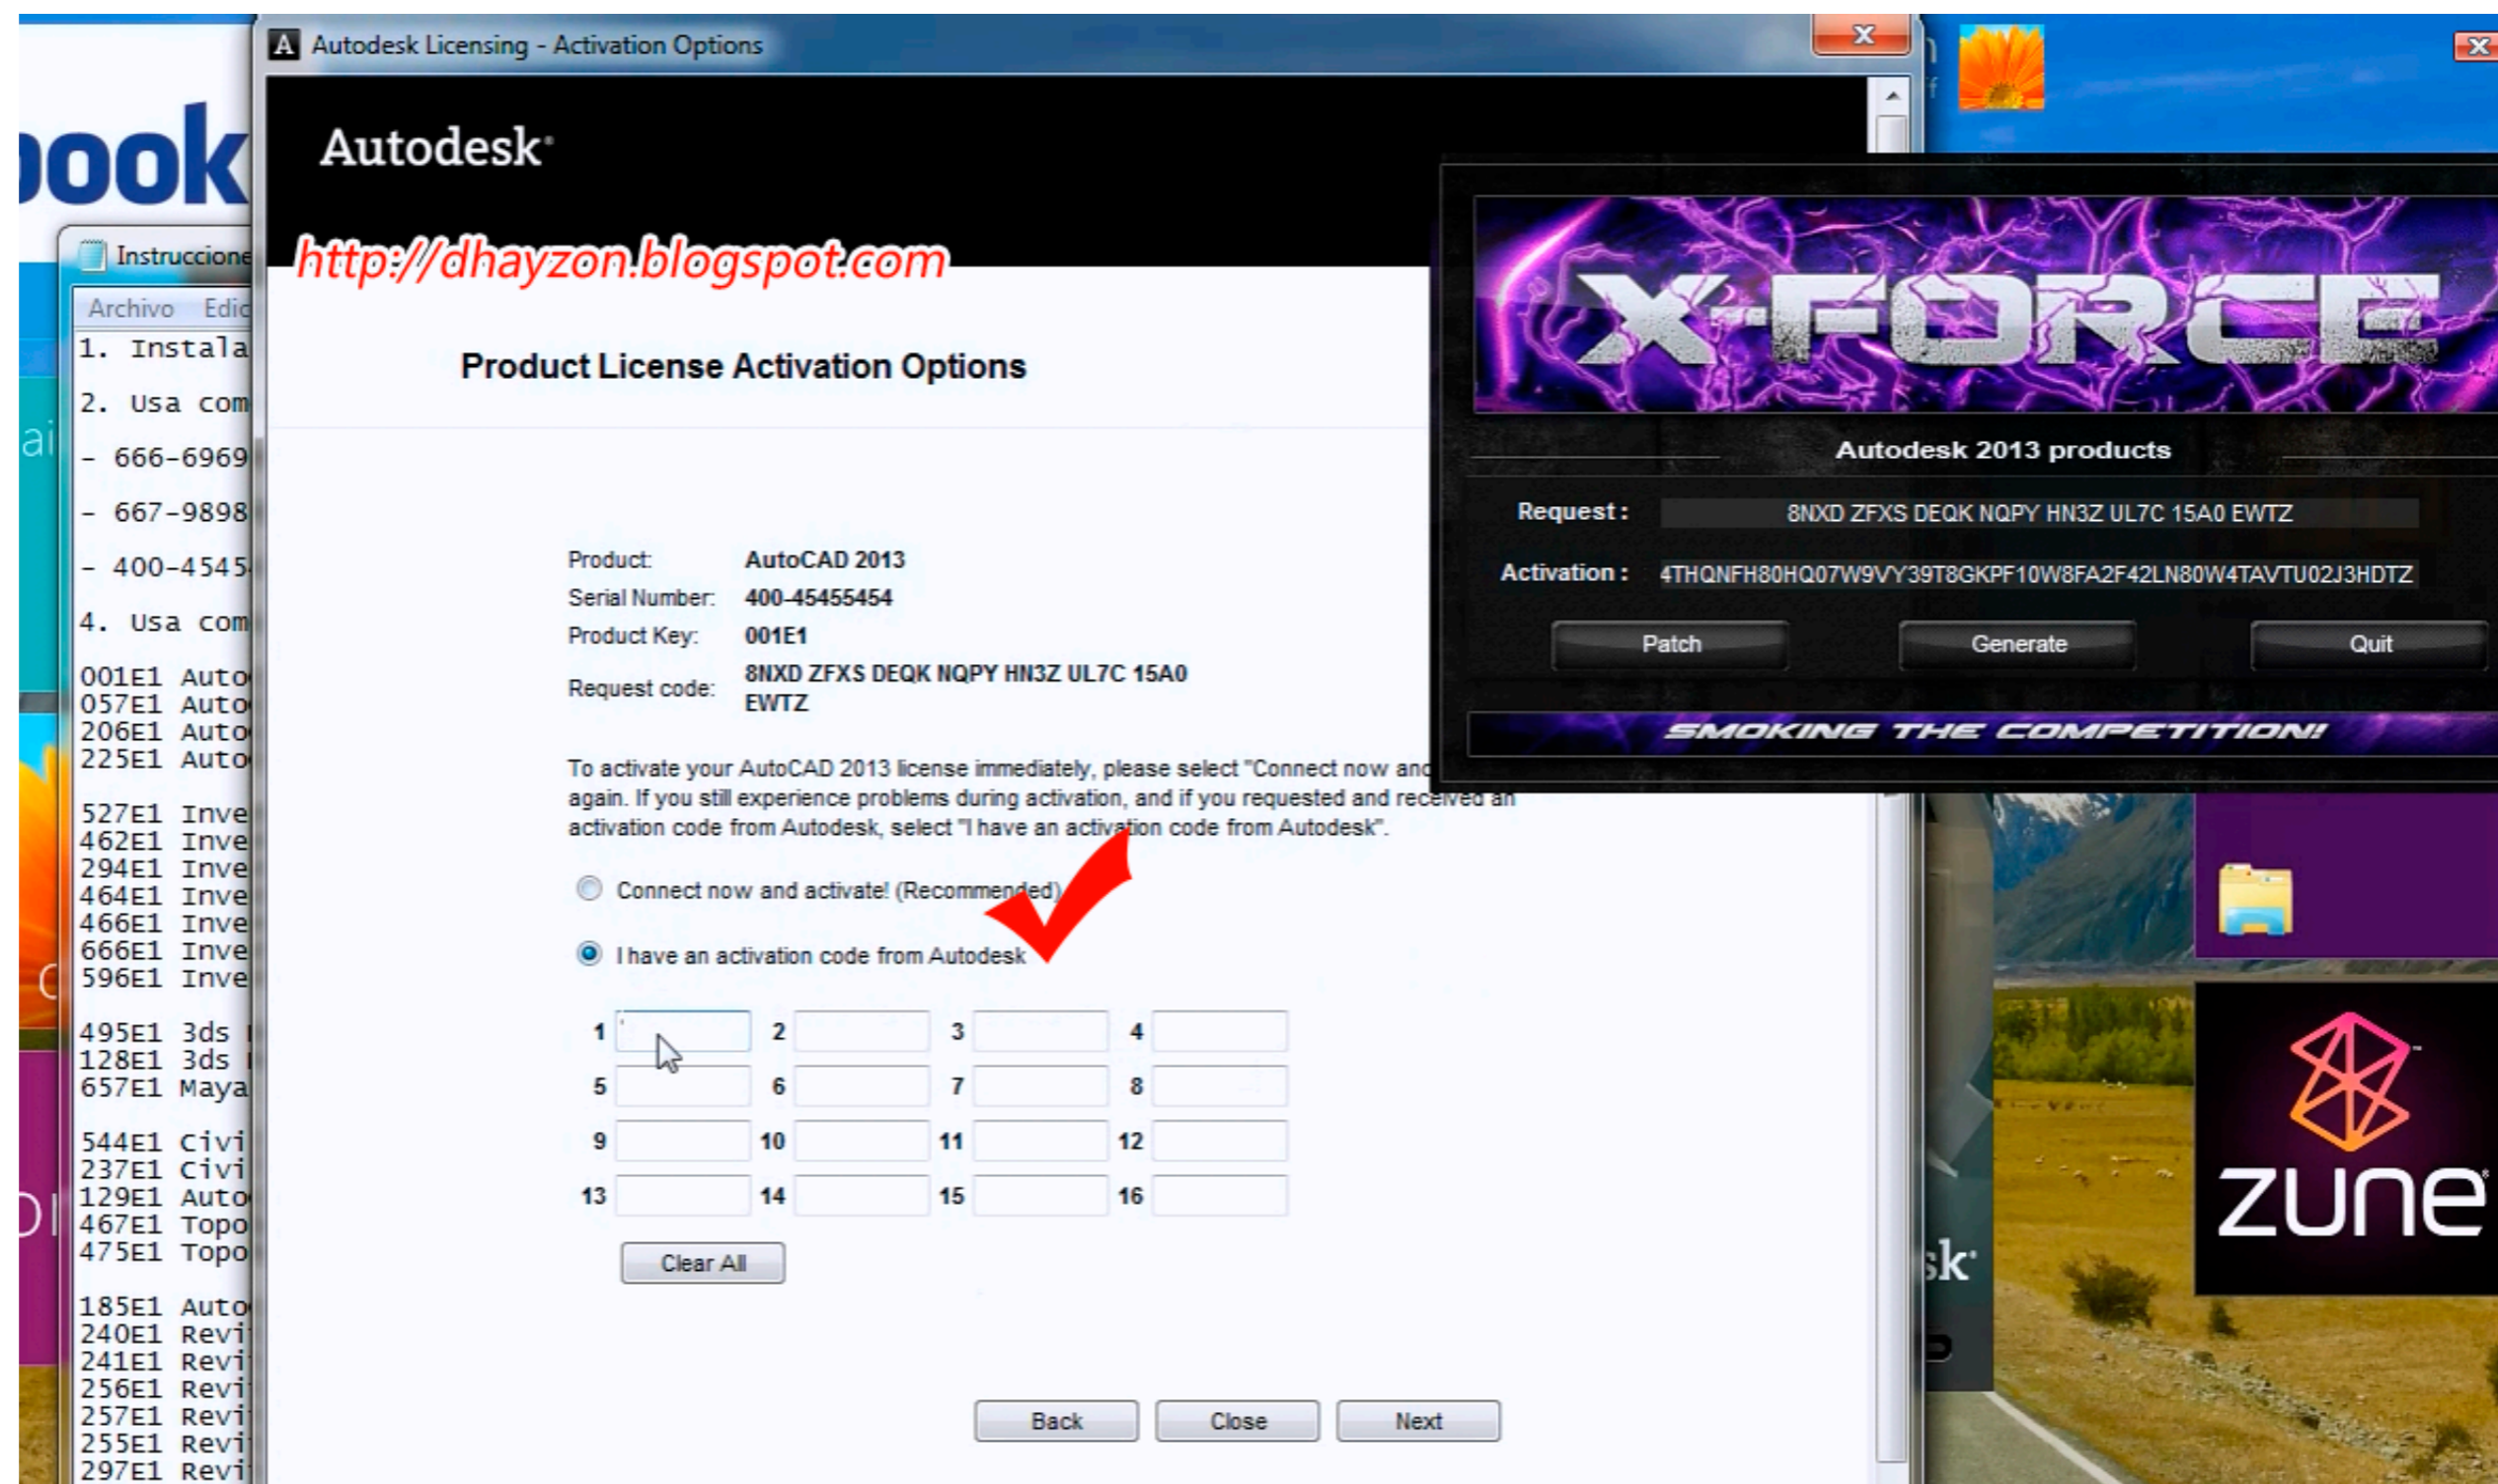 Autodesk Licensing - Activation Options
Autodesk
http://dhayzon.blogspot.com
Product License Activation Options
Product: AutoCAD 2013
Serial Number: 400-45455454
Product Key: 001E1
Request code: 8NXD ZFXS DEQK NQPY HN3Z UL7C 15A0
EWTZ
To activate your AutoCAD 2013 license immediately, please select "Connect now and
again. If you still experience problems during activation, and if you requested and received an
activation code from Autodesk, select "I have an activation code from Autodesk".
Connect now and activate! (Recommended)
I have an activation code from Autodesk
1 2 3 4
5 6 7 8
9 10 11 12
13 14 15 16
Clear All
Back Close Next
X-FORCE
Autodesk 2013 products
Request: 8NXD ZFXS DEQK NQPY HN3Z UL7C 15A0 EWTZ
Activation: 4THQNFH80HQ07W9VY39T8GKPF10W8FA2F42LN80W4TAVTU02J3HDTZ
Patch Generate Quit
SMOKING THE COMPETITION!
ook
Instruccione
Archivo Edic
1. Instala
2. Usa com
- 666-6969
- 667-9898
- 400-4545
4. Usa com
001E1 Auto
057E1 Auto
206E1 Auto
225E1 Auto
527E1 Inve
462E1 Inve
294E1 Inve
464E1 Inve
466E1 Inve
666E1 Inve
596E1 Inve
495E1 3ds
128E1 3ds
657E1 Maya
544E1 Civi
237E1 Civi
129E1 Auto
467E1 Topo
475E1 Topo
185E1 Auto
240E1 Revi
241E1 Revi
256E1 Revi
257E1 Revi
255E1 Revi
297E1 Revi
ai
sk
zune